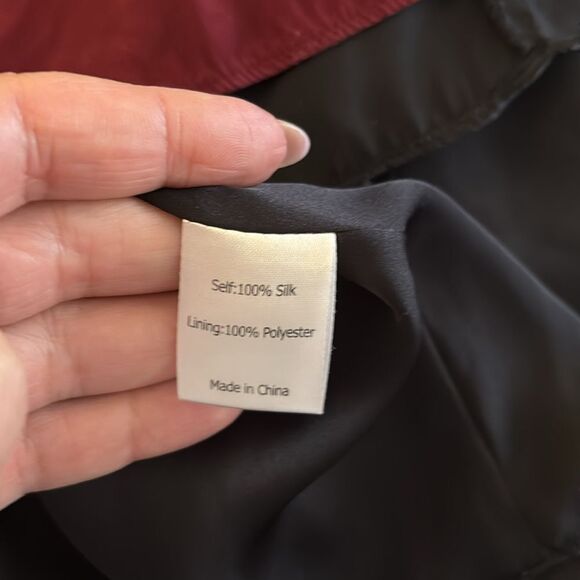 Self:100% Silk
Lining:100% Polyester
Made in China